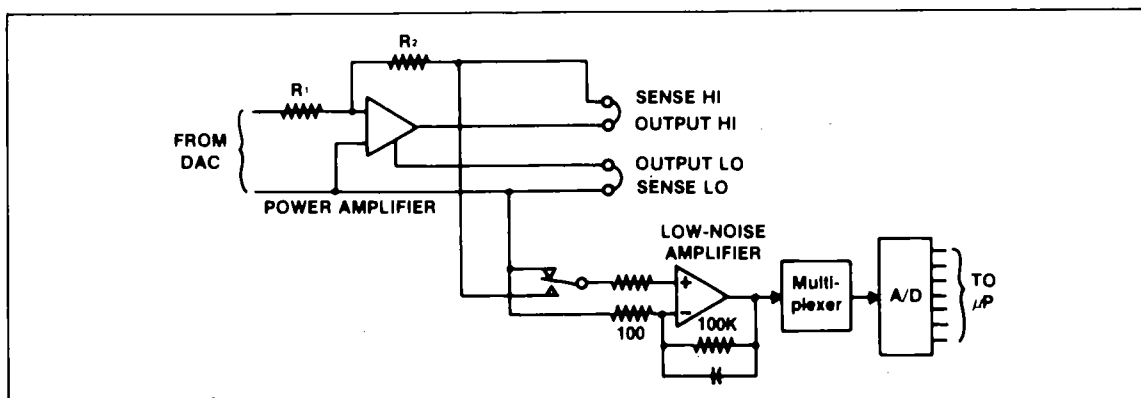 R1
R2
SENSE HI
OUTPUT HI
FROM
DAC
OUTPUT LO
SENSE LO
POWER AMPLIFIER
LOW-NOISE
AMPLIFIER
+
−
100
100K
Multi-
plexer
A/D
TO
μP